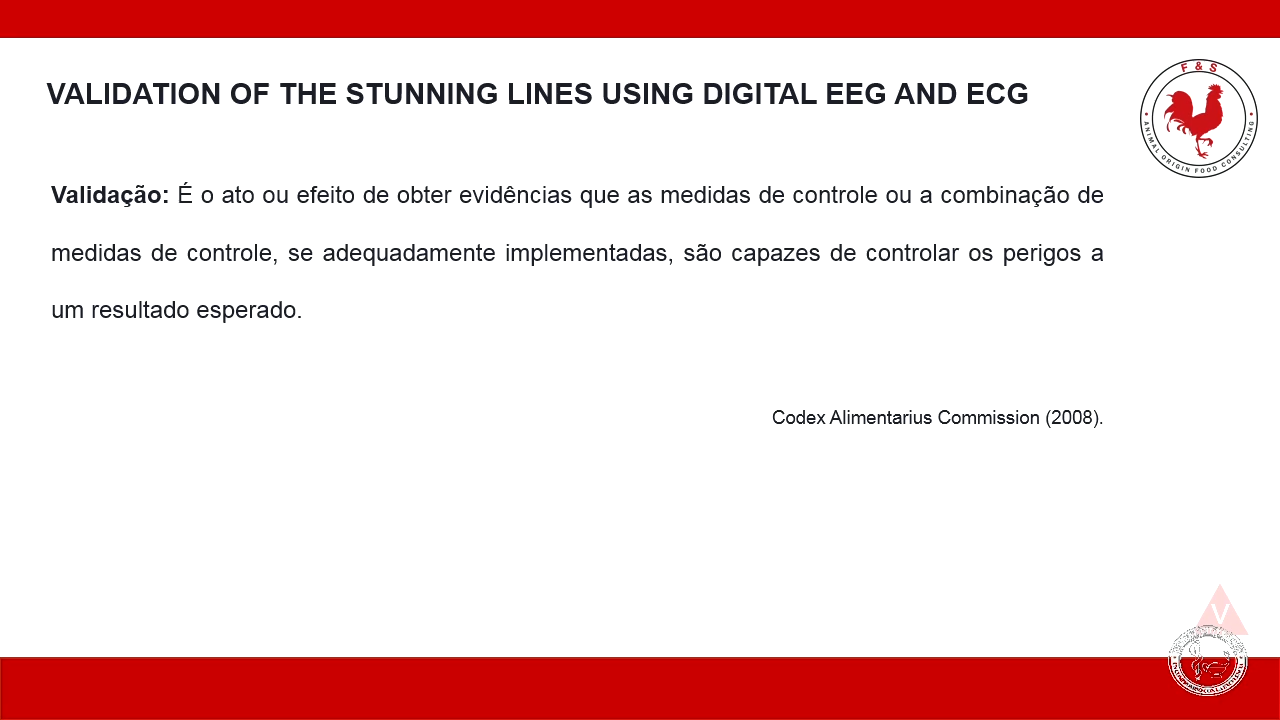 VALIDATION OF THE STUNNING LINES USING DIGITAL EEG AND ECG
F & S
ANIMAL ORIGIN FOOD CONSULTING
Validação: É o ato ou efeito de obter evidências que as medidas de controle ou a combinação de
medidas de controle, se adequadamente implementadas, são capazes de controlar os perigos a
um resultado esperado.
Codex Alimentarius Commission (2008).
V